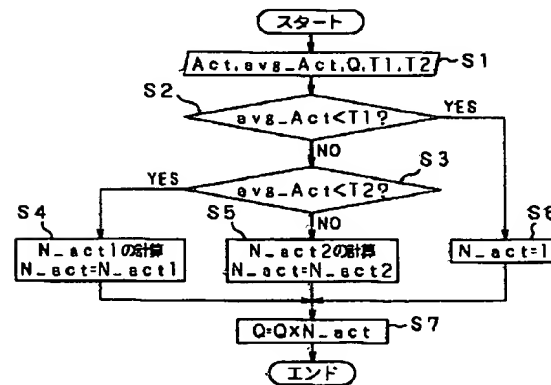 スタート
Act,avg_Act,Q,T1,T2
S1
S2
avg_Act<T1?
YES
NO
S3
YES
avg_Act<T2?
NO
S4
S5
S6
N_act1の計算
N_act=N_act1
N_act2の計算
N_act=N_act2
N_act=1
Q=Q×N_act
S7
エンド